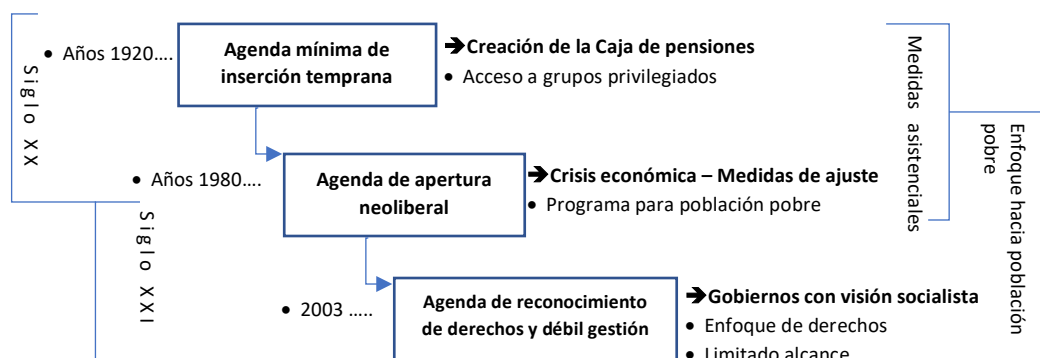 Siglo XX
• Años 1920….
Agenda mínima de
inserción temprana
➔Creación de la Caja de pensiones
• Acceso a grupos privilegiados
Medidas asistenciales
Enfoque hacia población
pobre
• Años 1980….
Agenda de apertura
neoliberal
➔Crisis económica – Medidas de ajuste
• Programa para población pobre
Siglo XXI
• 2003 …..
Agenda de reconocimiento
de derechos y débil gestión
➔Gobiernos con visión socialista
• Enfoque de derechos
• Limitado alcance